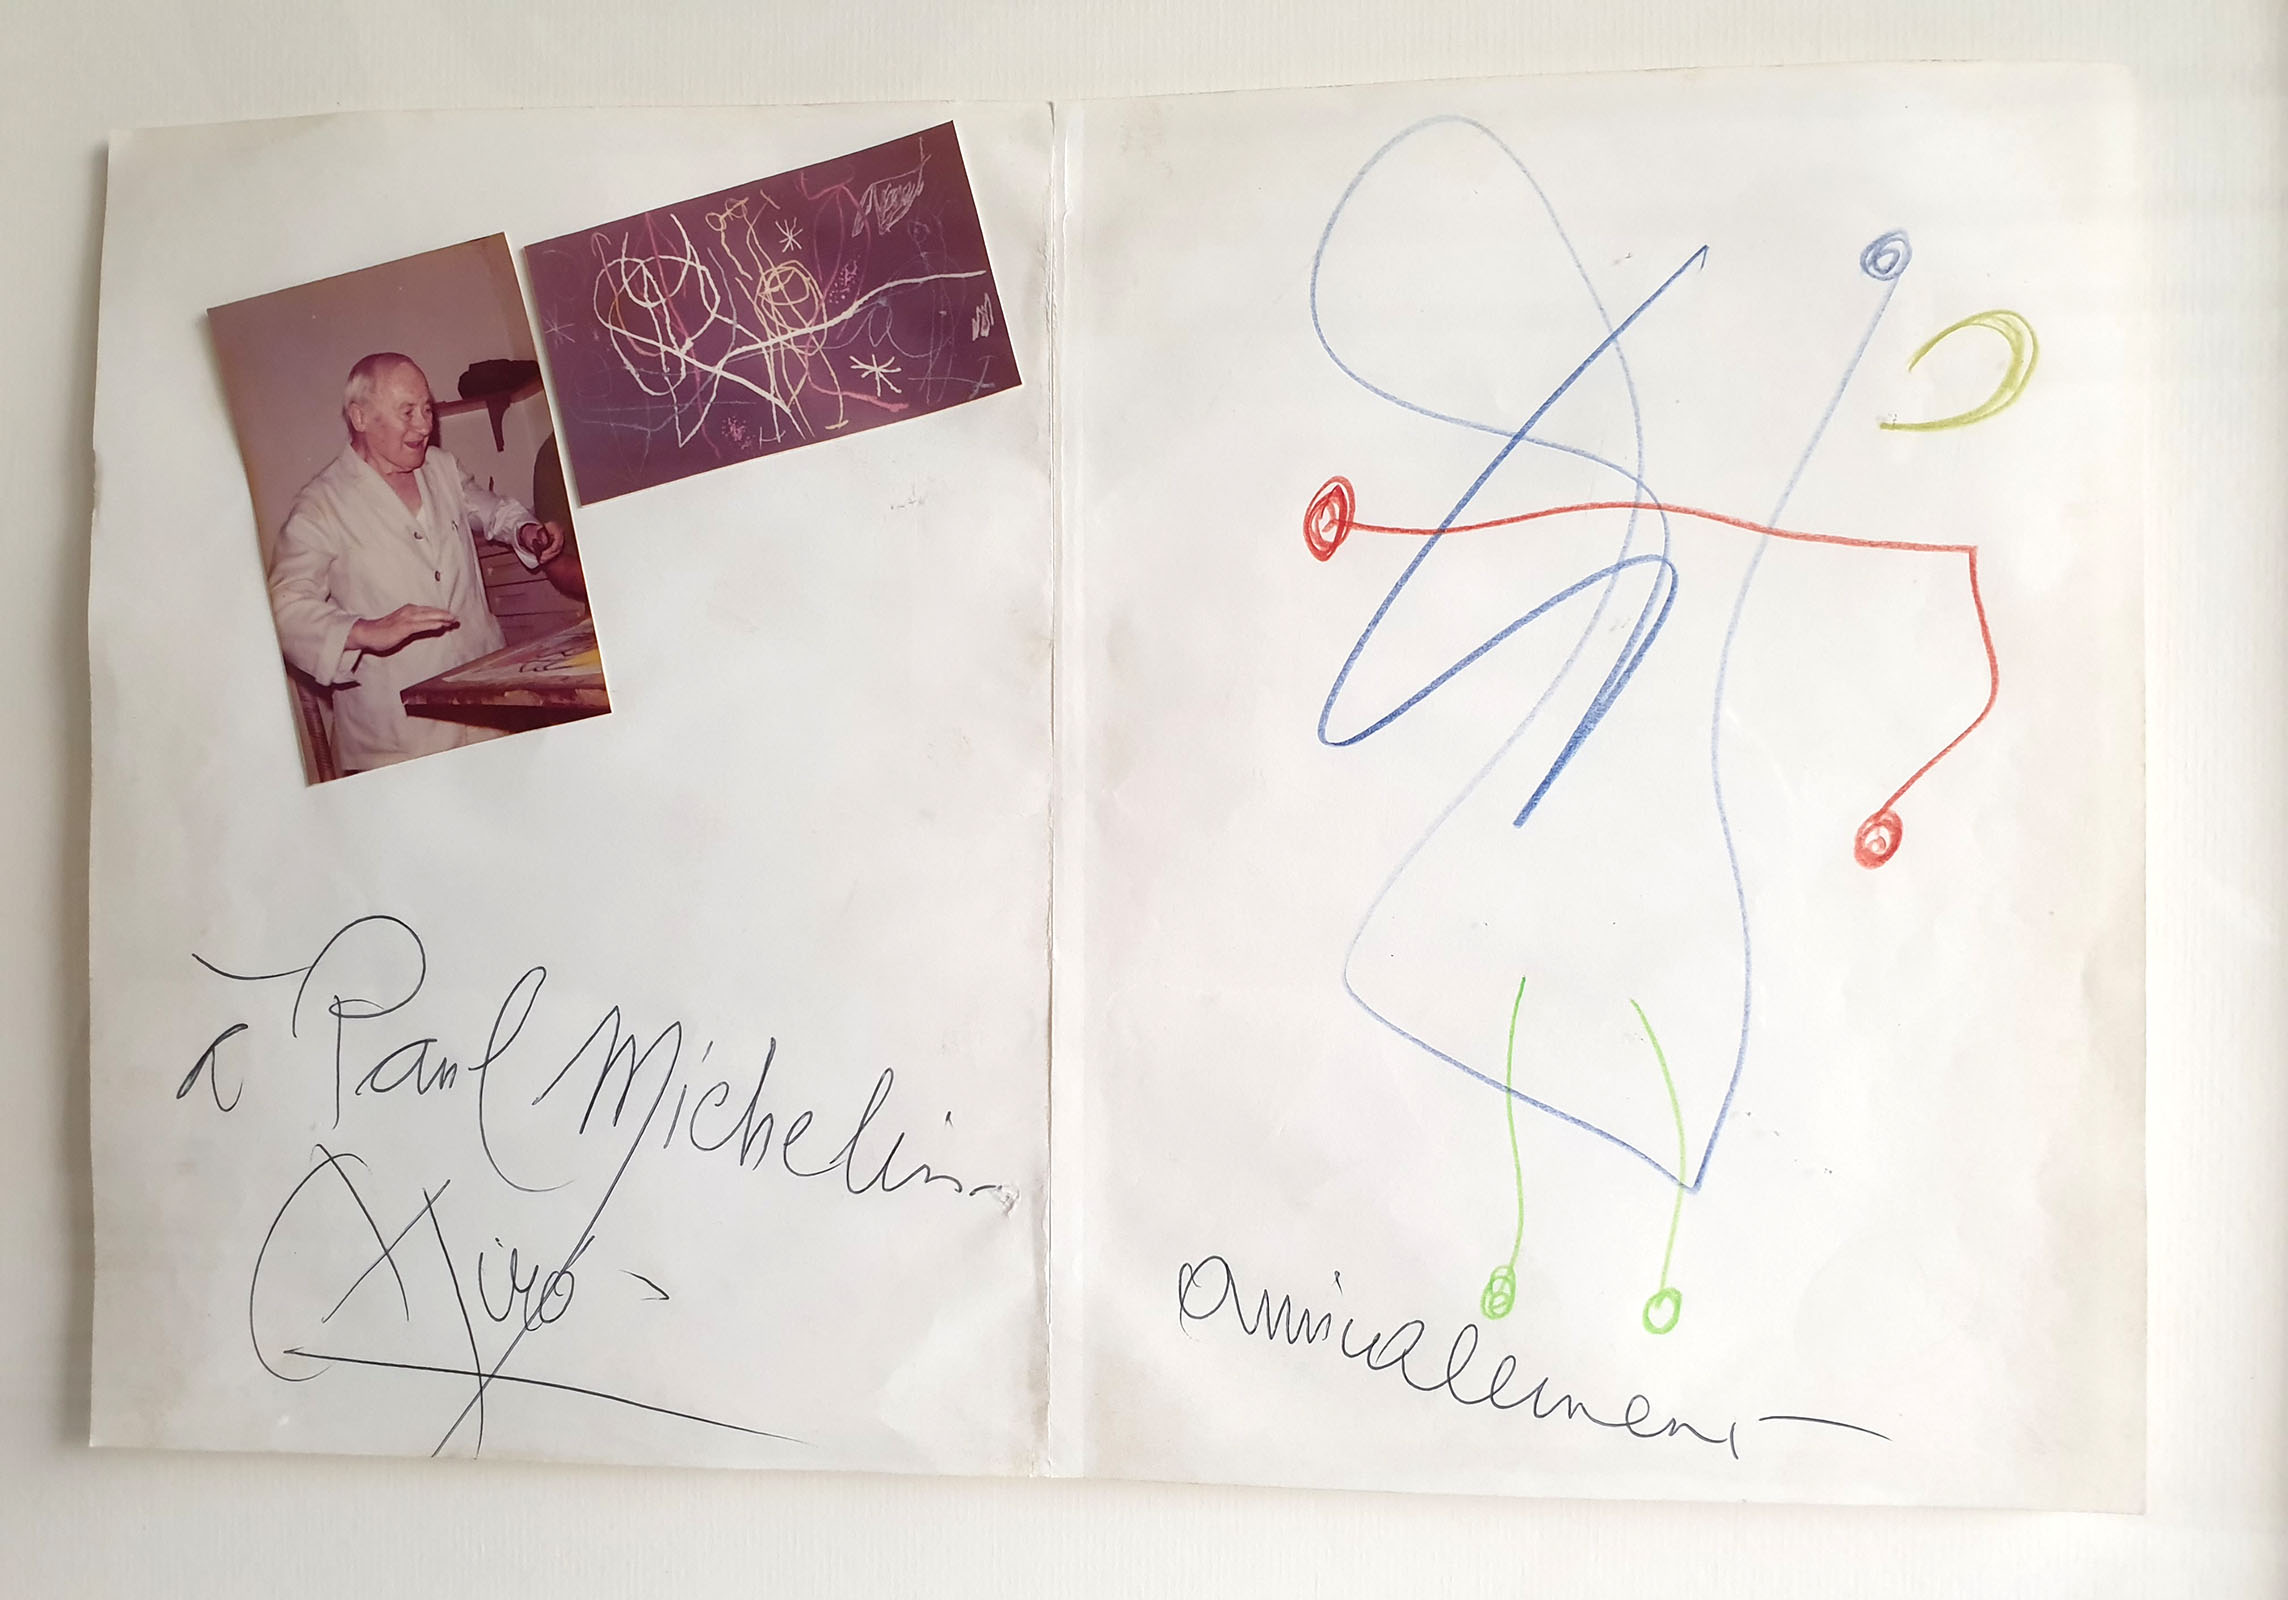 a Paul Michelin
Miró
amicalement